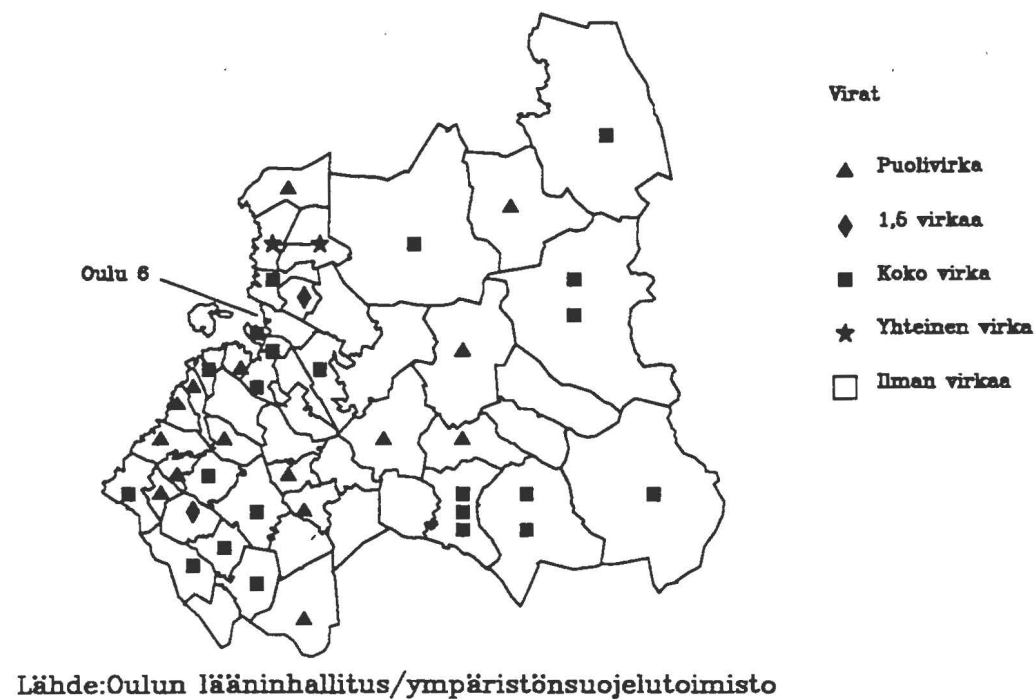 Virat
Puolivirka
1,5 virkaa
Koko virka
Yhteinen virka
Ilman virkaa
Oulu 6
Lähde:Oulun lääninhallitus/ympäristönsuojelutoimisto